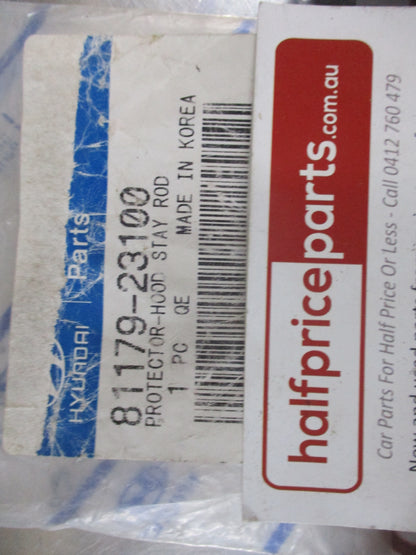 HYUNDAI | Parts
81179-23100
PROTECTOR-HOOD STAY ROD
1 PC QE MADE IN KOREA
halfpriceparts.com.au
Car Parts For Half Price Or Less - Call 0412 760 479